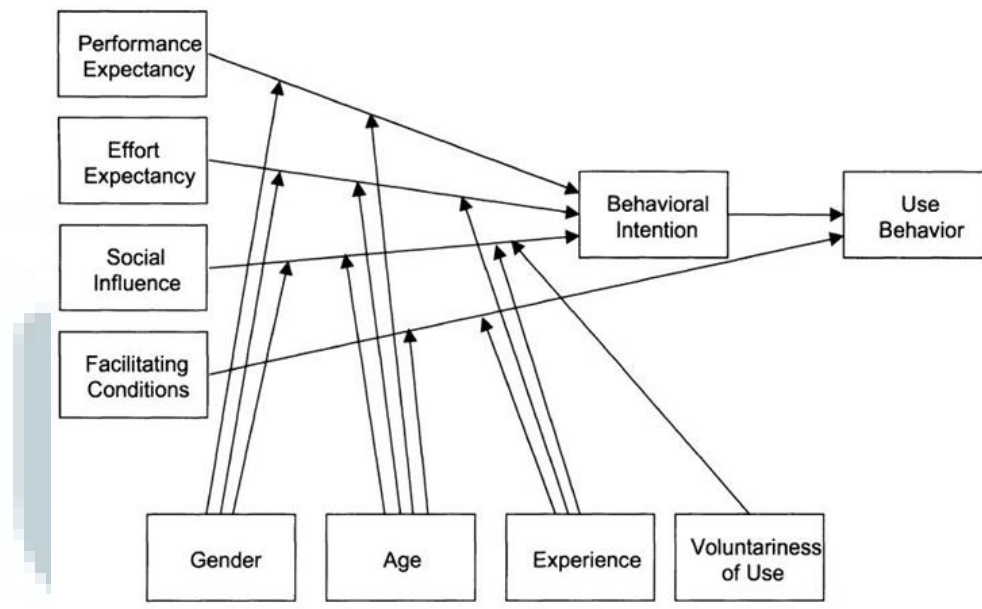 Performance
Expectancy
Effort
Expectancy
Social
Influence
Facilitating
Conditions
Behavioral
Intention
Use
Behavior
Gender
Age
Experience
Voluntariness
of Use